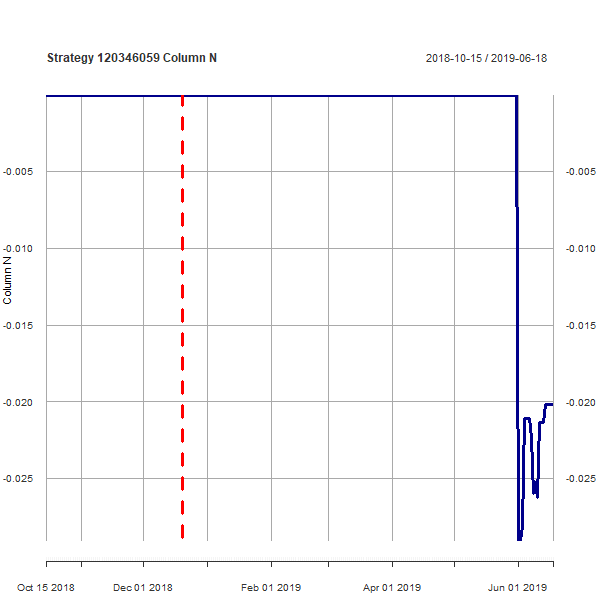 Strategy 120346059 Column N
2018-10-15 / 2019-06-18
-0.005 -0.005
-0.010 -0.010
Column N
-0.015 -0.015
-0.020 -0.020
-0.025 -0.025
Oct 15 2018 Dec 01 2018 Feb 01 2019 Apr 01 2019 Jun 01 2019